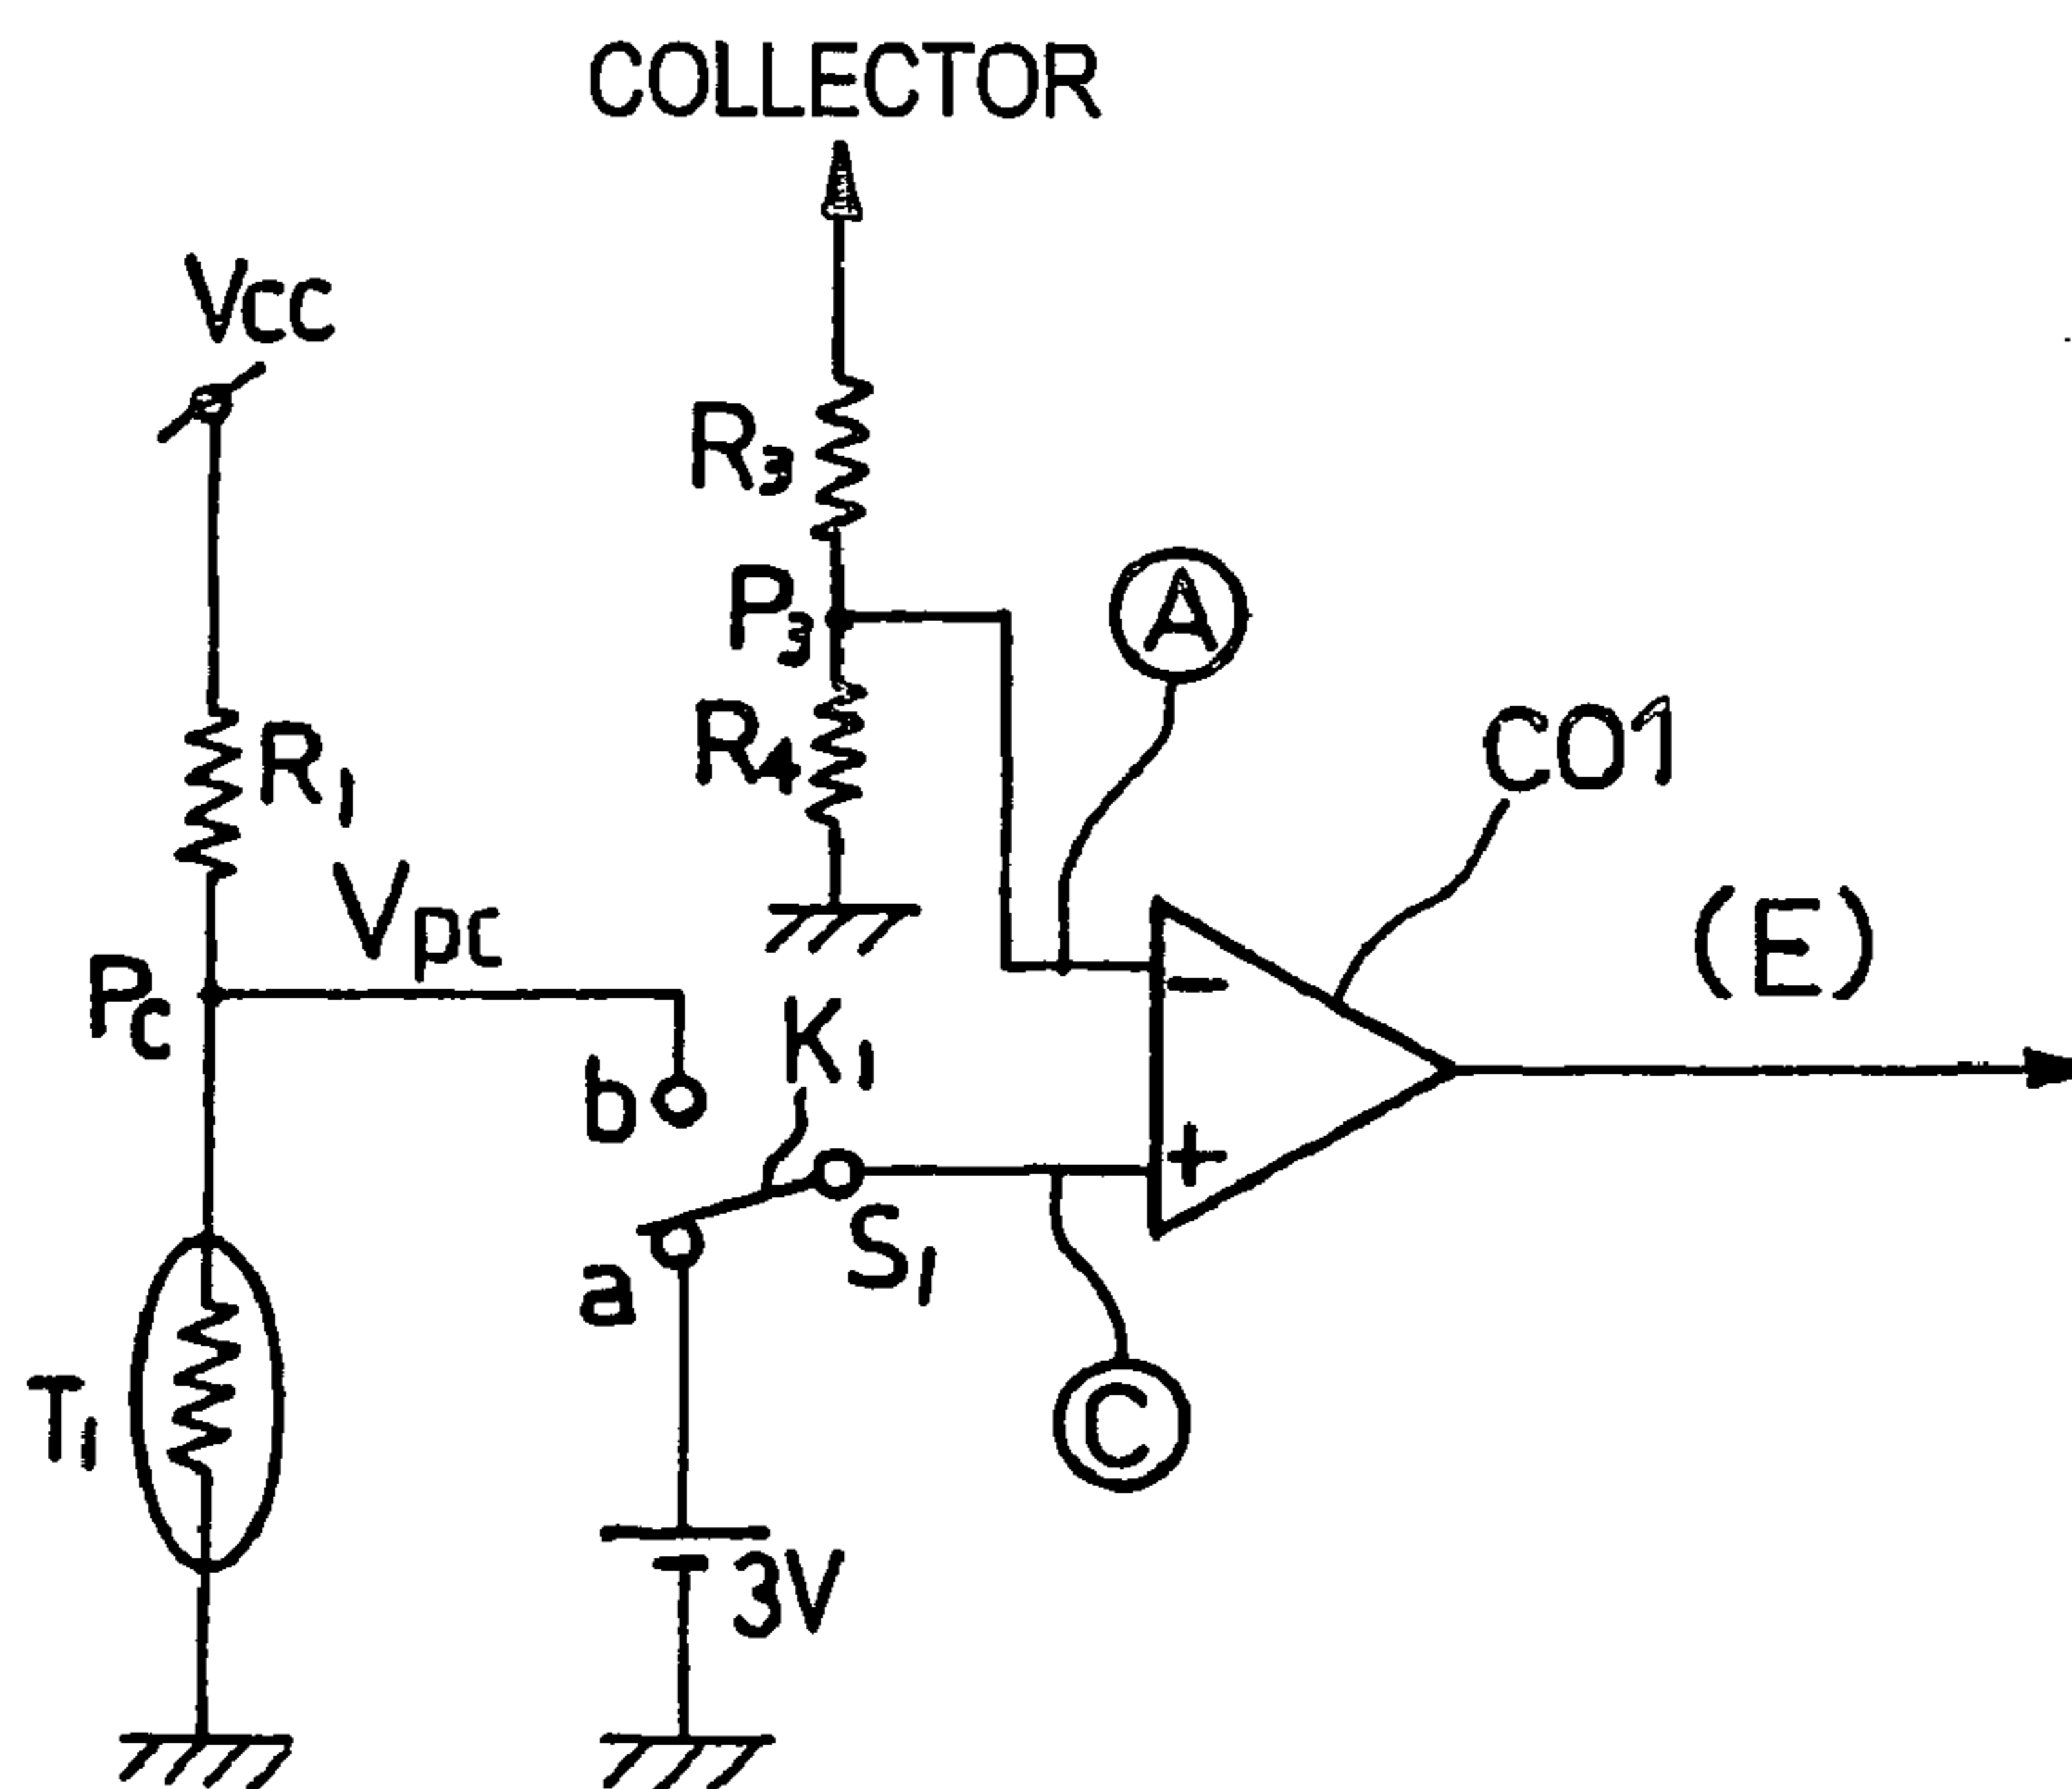 COLLECTOR
Vcc
R3
P3
A
R4
R1
CO1
Vpc
(E)
Pc
K1
-
b
+
S1
a
T1
C
3V